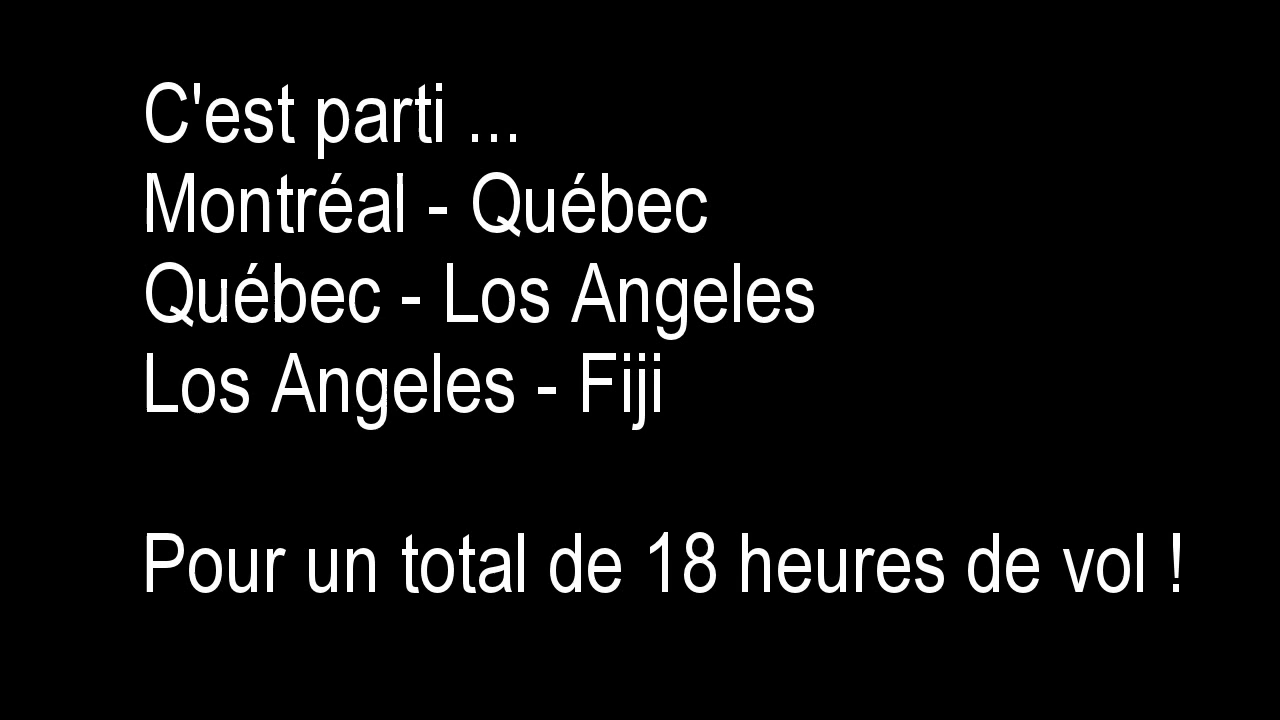 C'est parti ...
Montréal - Québec
Québec - Los Angeles
Los Angeles - Fiji
Pour un total de 18 heures de vol !